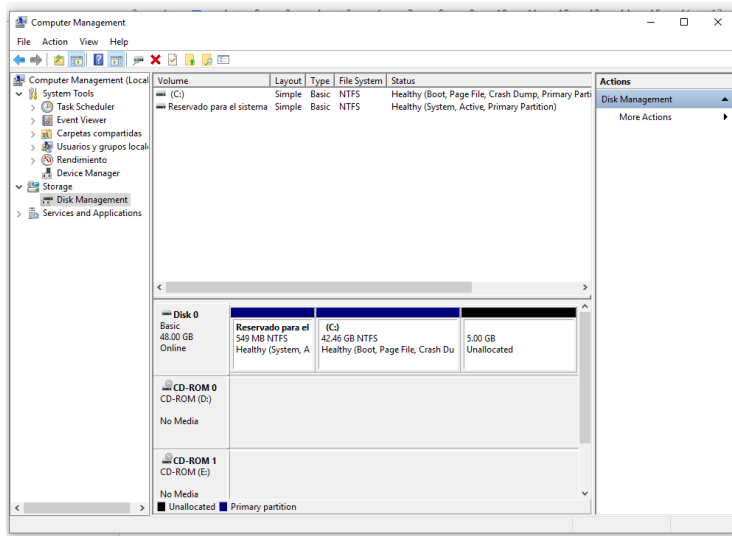 Computer Management
File Action View Help
Computer Management (Local
System Tools
Task Scheduler
Event Viewer
Carpetas compartidas
Usuarios y grupos locale
Rendimiento
Device Manager
Storage
Disk Management
Services and Applications
Volume Layout Type File System Status
(C:) Simple Basic NTFS Healthy (Boot, Page File, Crash Dump, Primary Parti
Reservado para el sistema Simple Basic NTFS Healthy (System, Active, Primary Partition)
Actions
Disk Management
More Actions
Disk 0
Basic
48.00 GB
Online
Reservado para el
549 MB NTFS
Healthy (System, A
(C:)
42.46 GB NTFS
Healthy (Boot, Page File, Crash Du
5.00 GB
Unallocated
CD-ROM 0
CD-ROM (D:)
No Media
CD-ROM 1
CD-ROM (E:)
No Media
Unallocated Primary partition